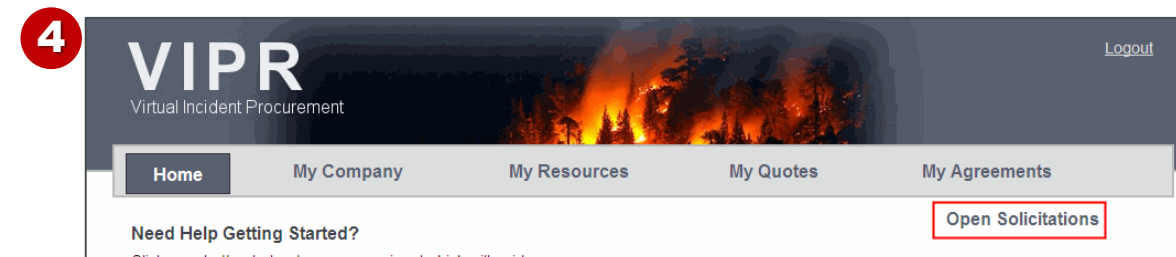 4
VIPR
Logout
Virtual Incident Procurement
Home My Company My Resources My Quotes My Agreements
Open Solicitations
Need Help Getting Started?